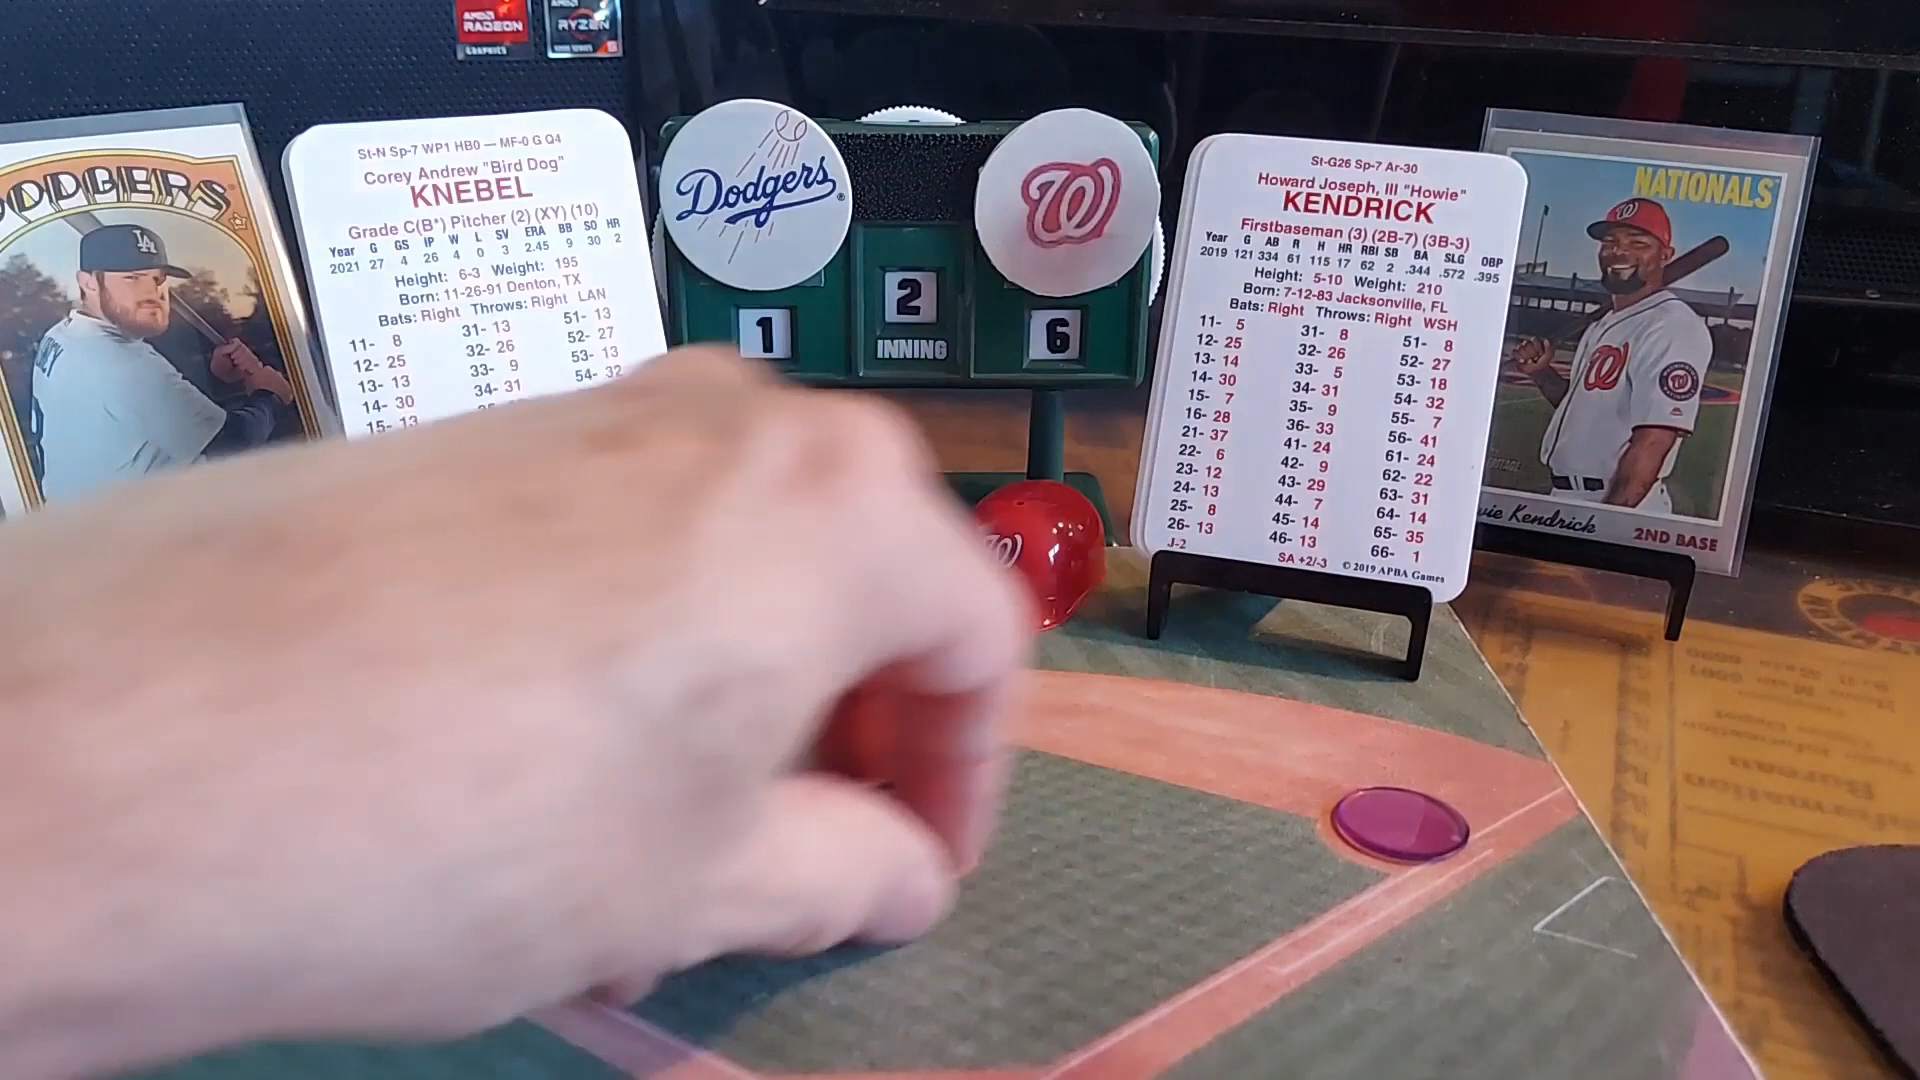 AMD
RADEON
GRAPHICS
AMD
RYZEN
DODGERS
LA
St-N Sp-7 WP1 HB0 — MF-0 G Q4
Corey Andrew "Bird Dog"
KNEBEL
Grade C(B*) Pitcher (2) (XY) (10)
Year G GS IP W L SV ERA BB SO HR
2021 27 4 26 4 0 3 2.45 9 30 2
Height: 6-3 Weight: 195
Born: 11-26-91 Denton, TX
Bats: Right Throws: Right LAN
11- 8 31- 13 51- 13
12- 25 32- 26 52- 27
13- 13 33- 9 53- 13
14- 30 34- 31 54- 32
15- 13
Dodgers
W
1
2
6
INNING
W
St-G26 Sp-7 Ar-30
Howard Joseph, III "Howie"
KENDRICK
Firstbaseman (3) (2B-7) (3B-3)
Year G AB R H HR RBI SB BA SLG OBP
2019 121 334 61 115 17 62 2 .344 .572 .395
Height: 5-10 Weight: 210
Born: 7-12-83 Jacksonville, FL
Bats: Right Throws: Right WSH
11- 5 31- 8 51- 8
12- 25 32- 26 52- 27
13- 14 33- 5 53- 18
14- 30 34- 31 54- 32
15- 7 35- 9 55- 7
16- 28 36- 33 56- 41
21- 37 41- 24 61- 24
22- 6 42- 9 62- 22
23- 12 43- 29 63- 31
24- 13 44- 7 64- 14
25- 8 45- 14 65- 35
26- 13 46- 13 66- 1
J-2 SA +2/-3 © 2019 APBA Games
NATIONALS
W
W
Kendrick
2ND BASE